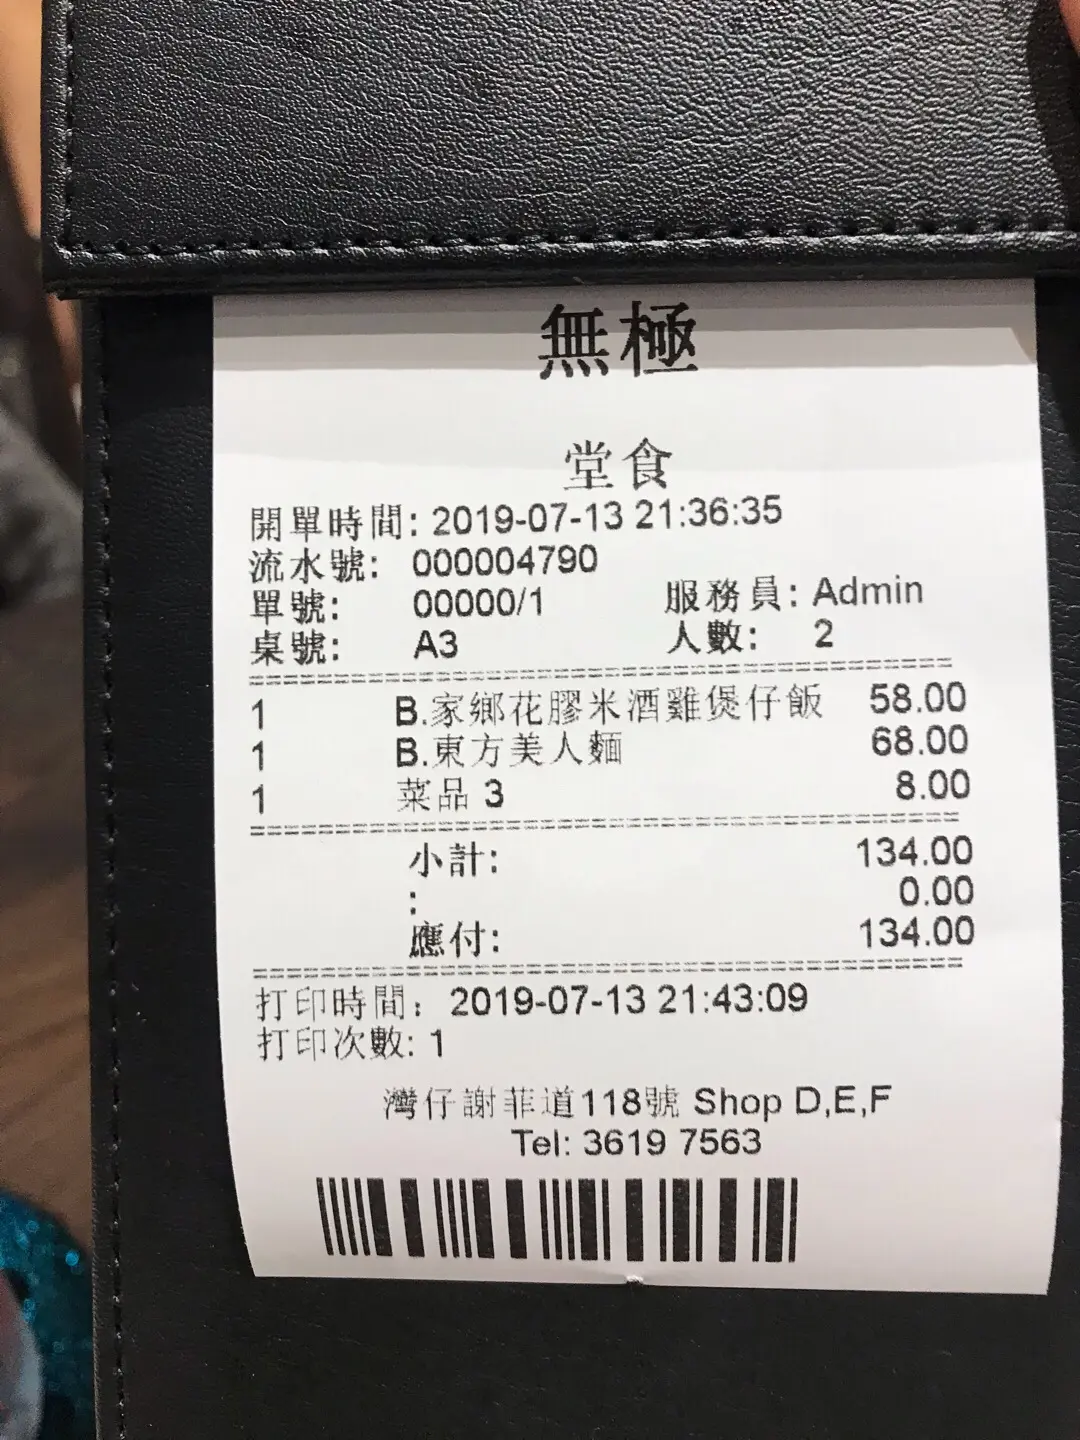 無極
堂食
開單時間: 2019-07-13 21:36:35
流水號: 000004790
單號: 00000/1 服務員: Admin
桌號: A3 人數: 2
1 B.家鄉花膠米酒雞煲仔飯 58.00
1 B.東方美人麵 68.00
1 菜品 3 8.00
小計: 134.00
: 0.00
應付: 134.00
打印時間: 2019-07-13 21:43:09
打印次數: 1
灣仔謝菲道118號 Shop D,E,F
Tel: 3619 7563